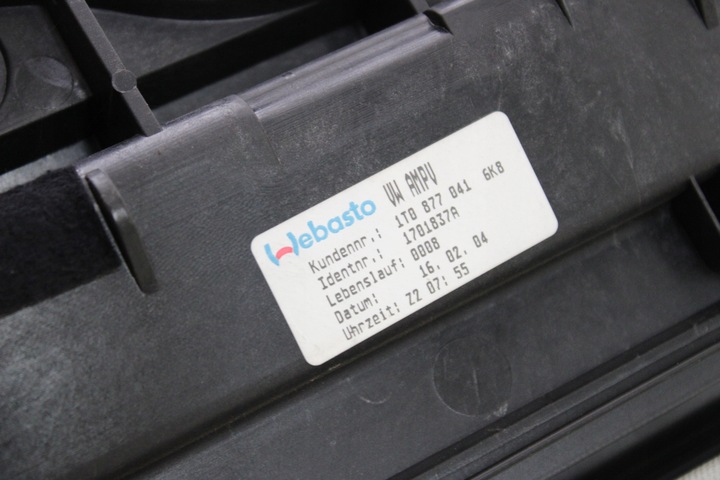 Webasto VW AMPV
Kundennr.: 1T0 877 041 6K8
Identnr.: 1701837A
Lebenslauf: 0008
Datum: 16. 02. 04
Uhrzeit: 22 07: 55